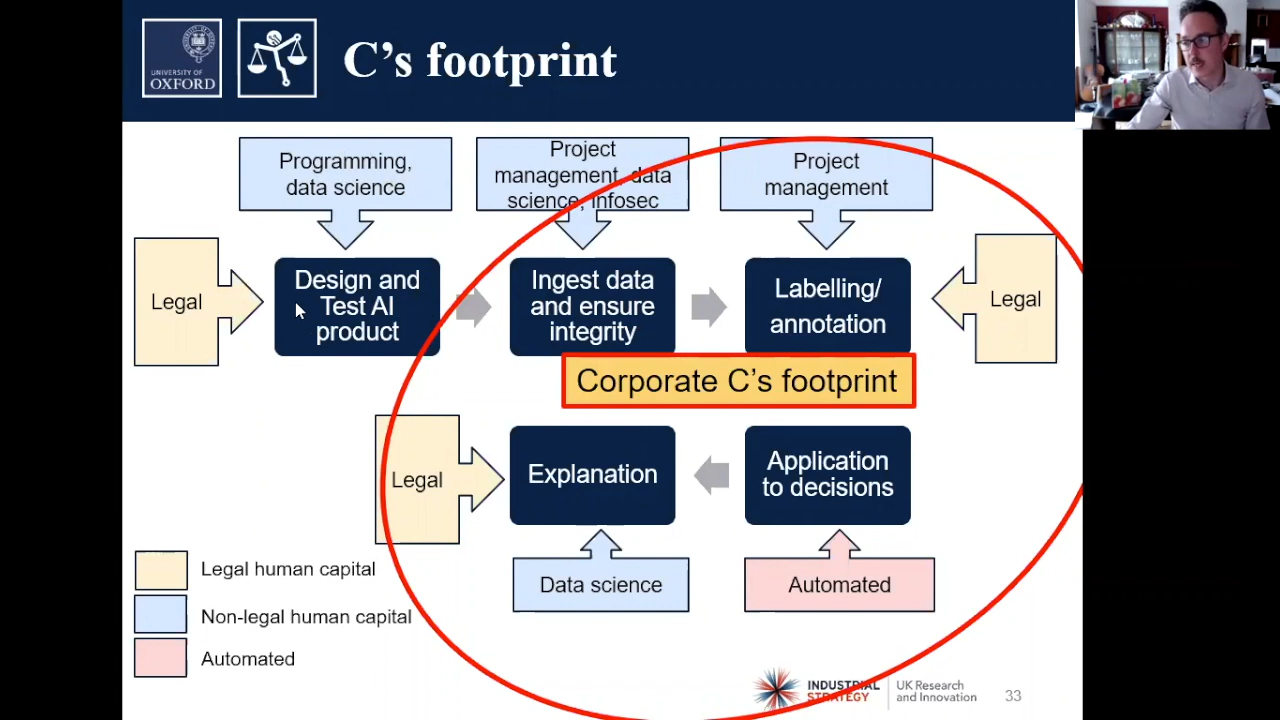 UNIVERSITY OF
OXFORD
C's footprint
Programming,
data science
Project
management, data
science, infosec
Project
management
Legal
Design and
Test AI
product
Ingest data
and ensure
integrity
Labelling/
annotation
Legal
Corporate C's footprint
Legal
Explanation
Application
to decisions
Data science
Automated
Legal human capital
Non-legal human capital
Automated
INDUSTRIAL
STRATEGY
UK Research
and Innovation
33